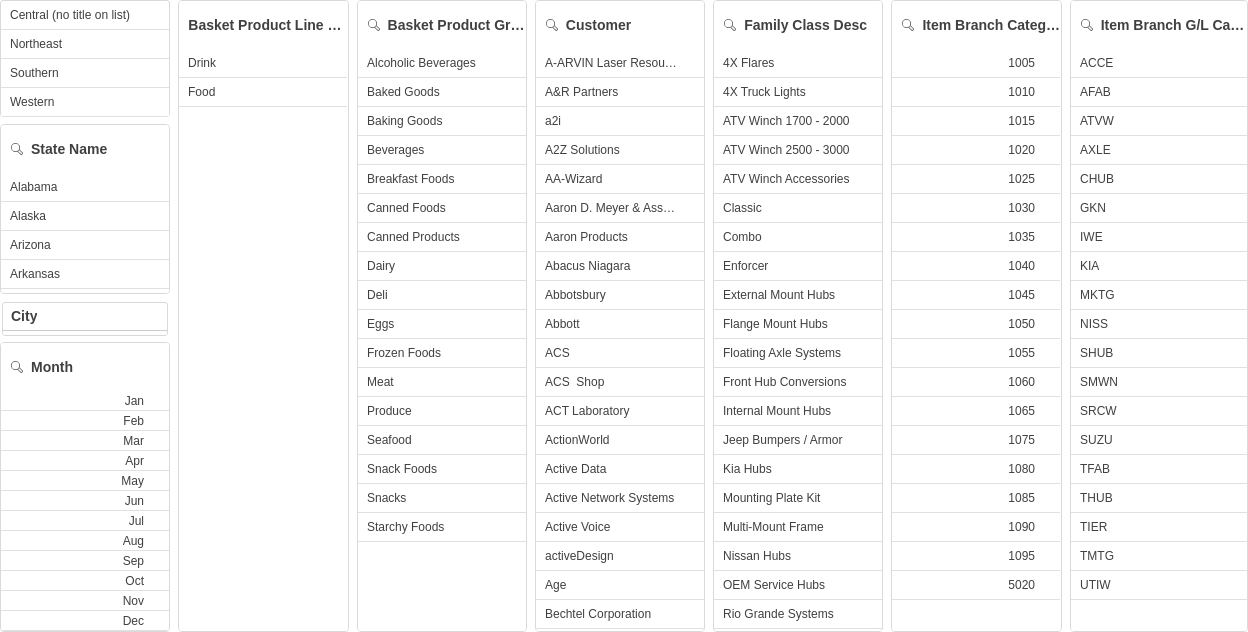 Central (no title on list)
Northeast
Southern
Western
State Name
Alabama
Alaska
Arizona
Arkansas
City
Month
Jan
Feb
Mar
Apr
May
Jun
Jul
Aug
Sep
Oct
Nov
Dec
Basket Product Line ...
Drink
Food
Basket Product Gr...
Alcoholic Beverages
Baked Goods
Baking Goods
Beverages
Breakfast Foods
Canned Foods
Canned Products
Dairy
Deli
Eggs
Frozen Foods
Meat
Produce
Seafood
Snack Foods
Snacks
Starchy Foods
Customer
A-ARVIN Laser Resou...
A&R Partners
a2i
A2Z Solutions
AA-Wizard
Aaron D. Meyer & Ass...
Aaron Products
Abacus Niagara
Abbotsbury
Abbott
ACS
ACS  Shop
ACT Laboratory
ActionWorld
Active Data
Active Network Systems
Active Voice
activeDesign
Age
Bechtel Corporation
Family Class Desc
4X Flares
4X Truck Lights
ATV Winch 1700 - 2000
ATV Winch 2500 - 3000
ATV Winch Accessories
Classic
Combo
Enforcer
External Mount Hubs
Flange Mount Hubs
Floating Axle Systems
Front Hub Conversions
Internal Mount Hubs
Jeep Bumpers / Armor
Kia Hubs
Mounting Plate Kit
Multi-Mount Frame
Nissan Hubs
OEM Service Hubs
Rio Grande Systems
Item Branch Categ...
1005
1010
1015
1020
1025
1030
1035
1040
1045
1050
1055
1060
1065
1075
1080
1085
1090
1095
5020
Item Branch G/L Ca...
ACCE
AFAB
ATVW
AXLE
CHUB
GKN
IWE
KIA
MKTG
NISS
SHUB
SMWN
SRCW
SUZU
TFAB
THUB
TIER
TMTG
UTIW